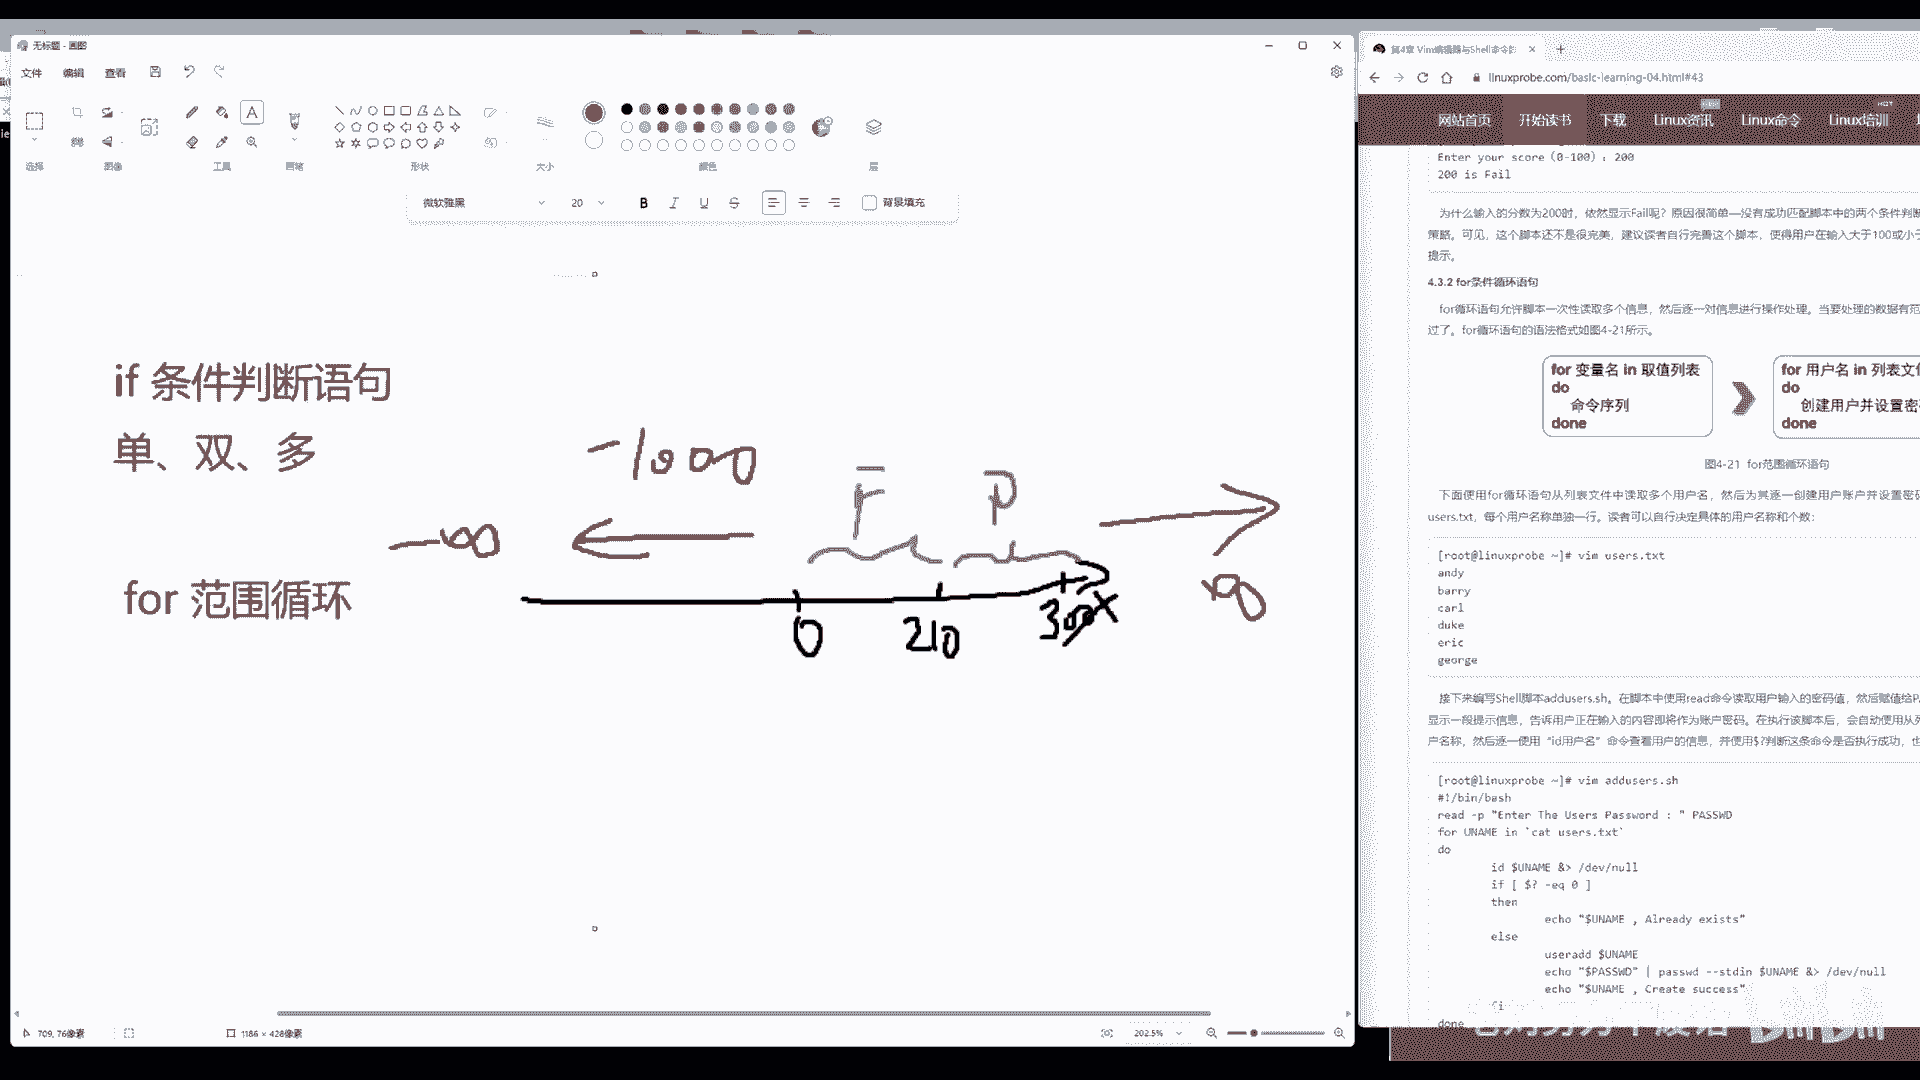 无标题 - 画图
文件 编辑 查看
选择 图像 工具 画笔 形状 大小 颜色 层
微软雅黑 20 B I U S 背景填充
if 条件判断语句
单、双、多
for 范围循环
-1000
-∞
F P
0 210 300 X
∞
709, 76像素 1186 × 428像素 202.5%
第4章 Vim编辑器与Shell命令
linuxprobe.com/basic-learning-04.html#43
网站首页 开始读书 下载 Linux资讯 Linux命令 Linux培训
Enter your score (0-100) : 200
200 is Fail
为什么输入的分数为200时，依然显示Fail呢？原因很简单—没有成功匹配脚本中的两个条件判断
策略。可见，这个脚本还不是很完美，建议读者自行完善这个脚本，使得用户在输入大于100或小于
提示。
4.3.2 for条件循环语句
for循环语句允许脚本一次性读取多个信息，然后逐一对信息进行操作处理。当要处理的数据有范
过了。for循环语句的语法格式如图4-21所示。
for 变量名 in 取值列表
do
命令序列
done
for 用户名 in 列表文
do
创建用户并设置密
done
图4-21 for范围循环语句
下面使用for循环语句从列表文件中读取多个用户名，然后为其逐一创建用户账户并设置密
users.txt，每个用户名称单独一行。读者可以自行决定具体的用户名称和个数：
[root@linuxprobe ~]# vim users.txt
andy
barry
carl
duke
eric
george
接下来编写Shell脚本addusers.sh。在脚本中使用read命令读取用户输入的密码值，然后赋值给P
显示一段提示信息，告诉用户正在输入的内容即将作为账户密码。在执行该脚本后，会自动使用从
户名称，然后逐一使用“id用户名”命令查看用户的信息，并使用$?判断这条命令是否执行成功，也
[root@linuxprobe ~]# vim addusers.sh
#!/bin/bash
read -p "Enter The Users Password : " PASSWD
for UNAME in `cat users.txt`
do
id $UNAME &> /dev/null
if [ $? -eq 0 ]
then
echo "$UNAME , Already exists"
else
useradd $UNAME
echo "$PASSWD" | passwd --stdin $UNAME &> /dev/null
echo "$UNAME , Create success"
fi
done